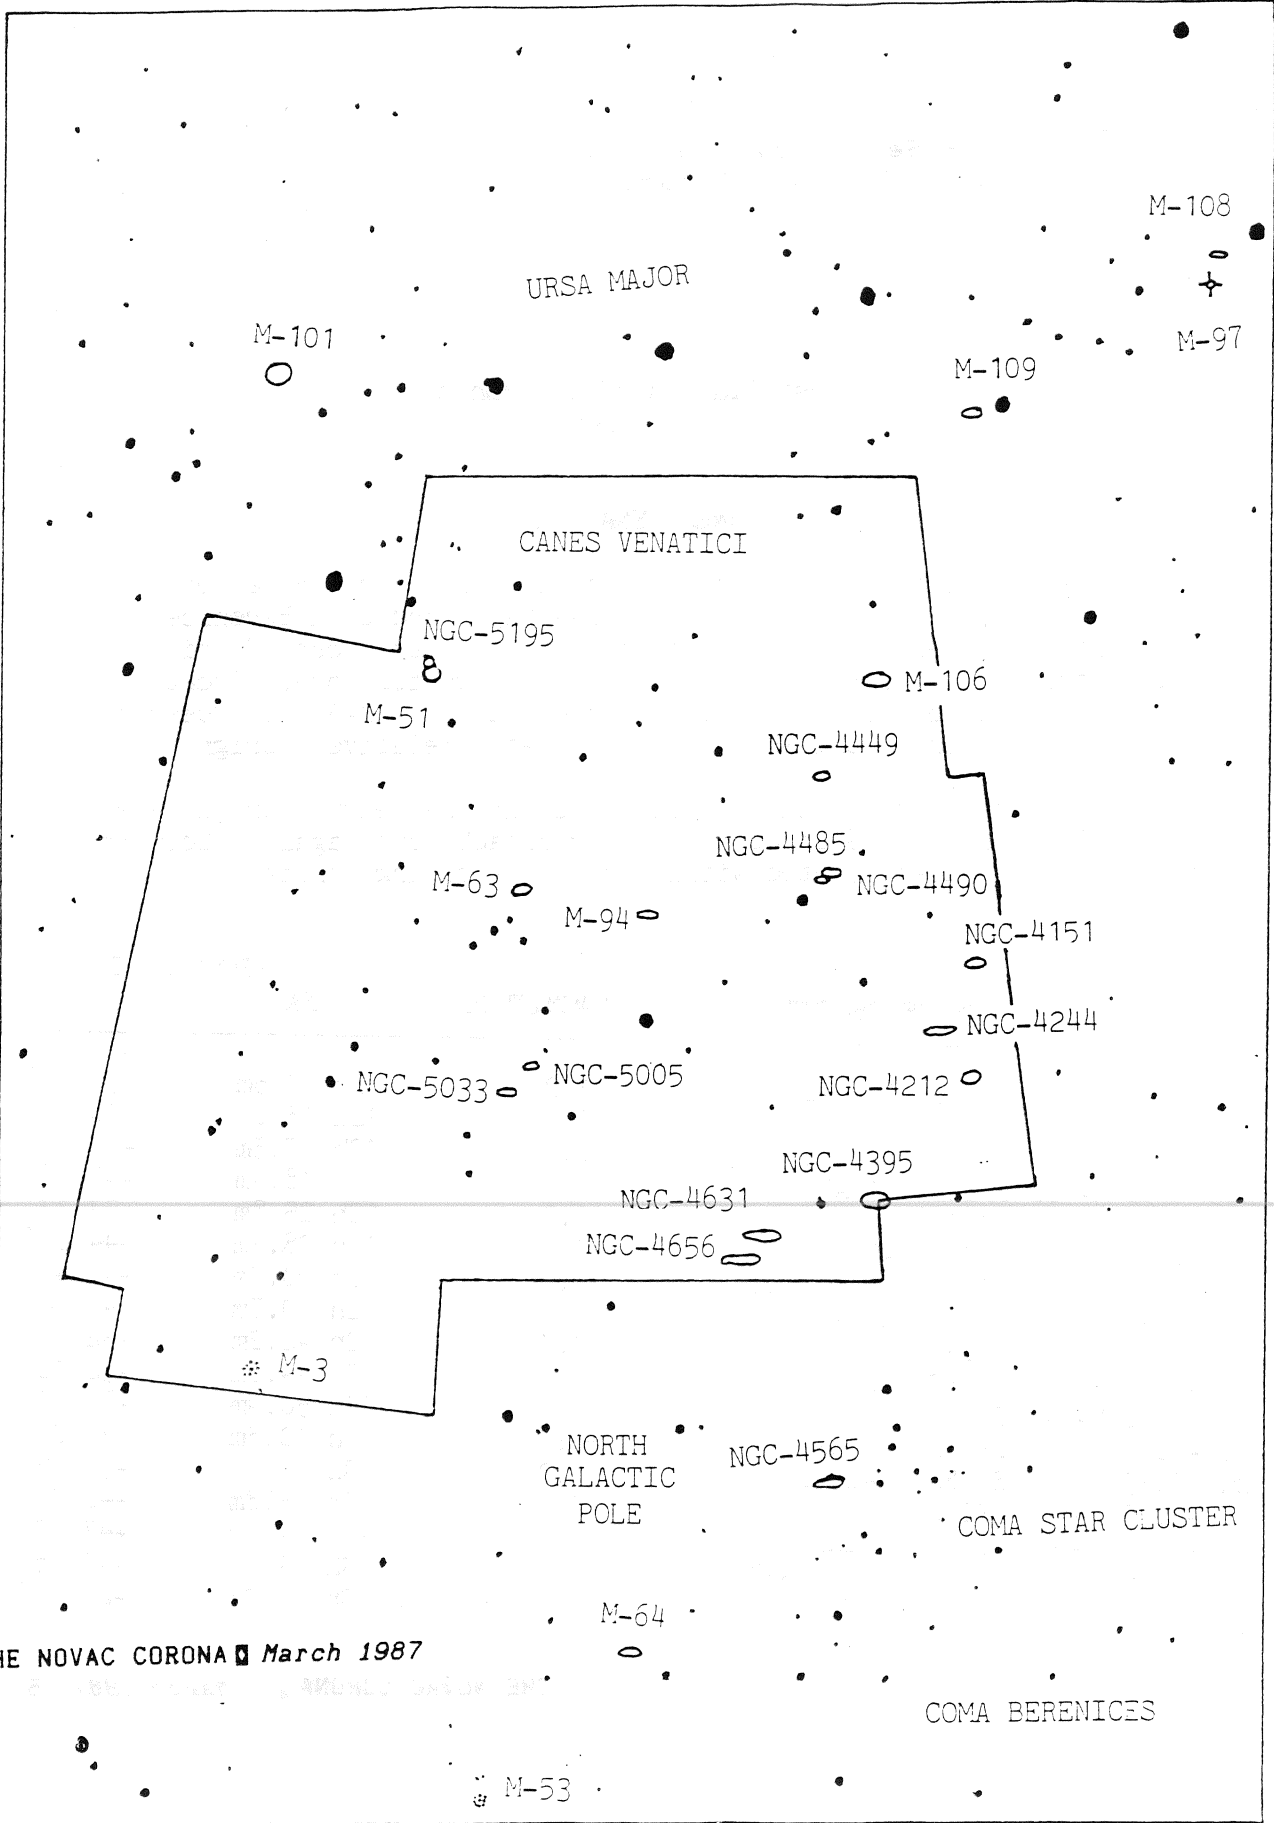 M-108
URSA MAJOR
M-101
M-97
M-109
CANES VENATICI
NGC-5195
M-106
M-51
NGC-4449
NGC-4485
M-63
NGC-4490
M-94
NGC-4151
NGC-4244
NGC-5005
NGC-5033
NGC-4212
NGC-4395
NGC-4631
NGC-4656
M-3
NORTH
GALACTIC
POLE
NGC-4565
COMA STAR CLUSTER
M-64
HE NOVAC CORONA March 1987
COMA BERENICES
M-53